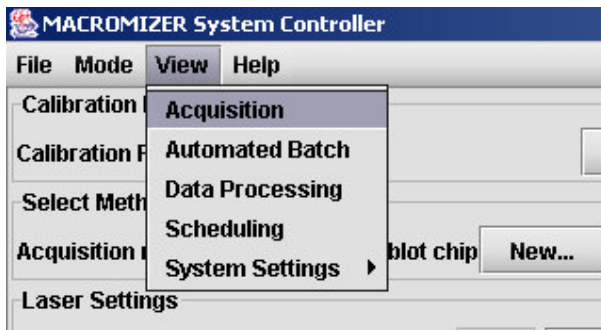 MACROMIZER System Controller
File Mode View Help
Calibration
Acquisition
Calibration
Automated Batch
Data Processing
Select
Scheduling
Acquisition blot chip New...
System Settings
Laser Settings